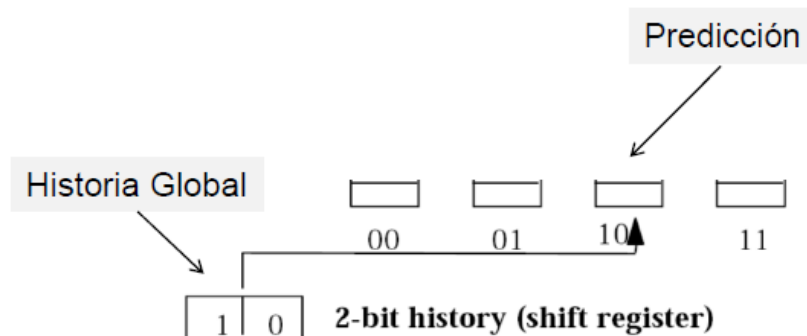 Predicción
Historia Global
00 01 10 11
1 0 2-bit history (shift register)